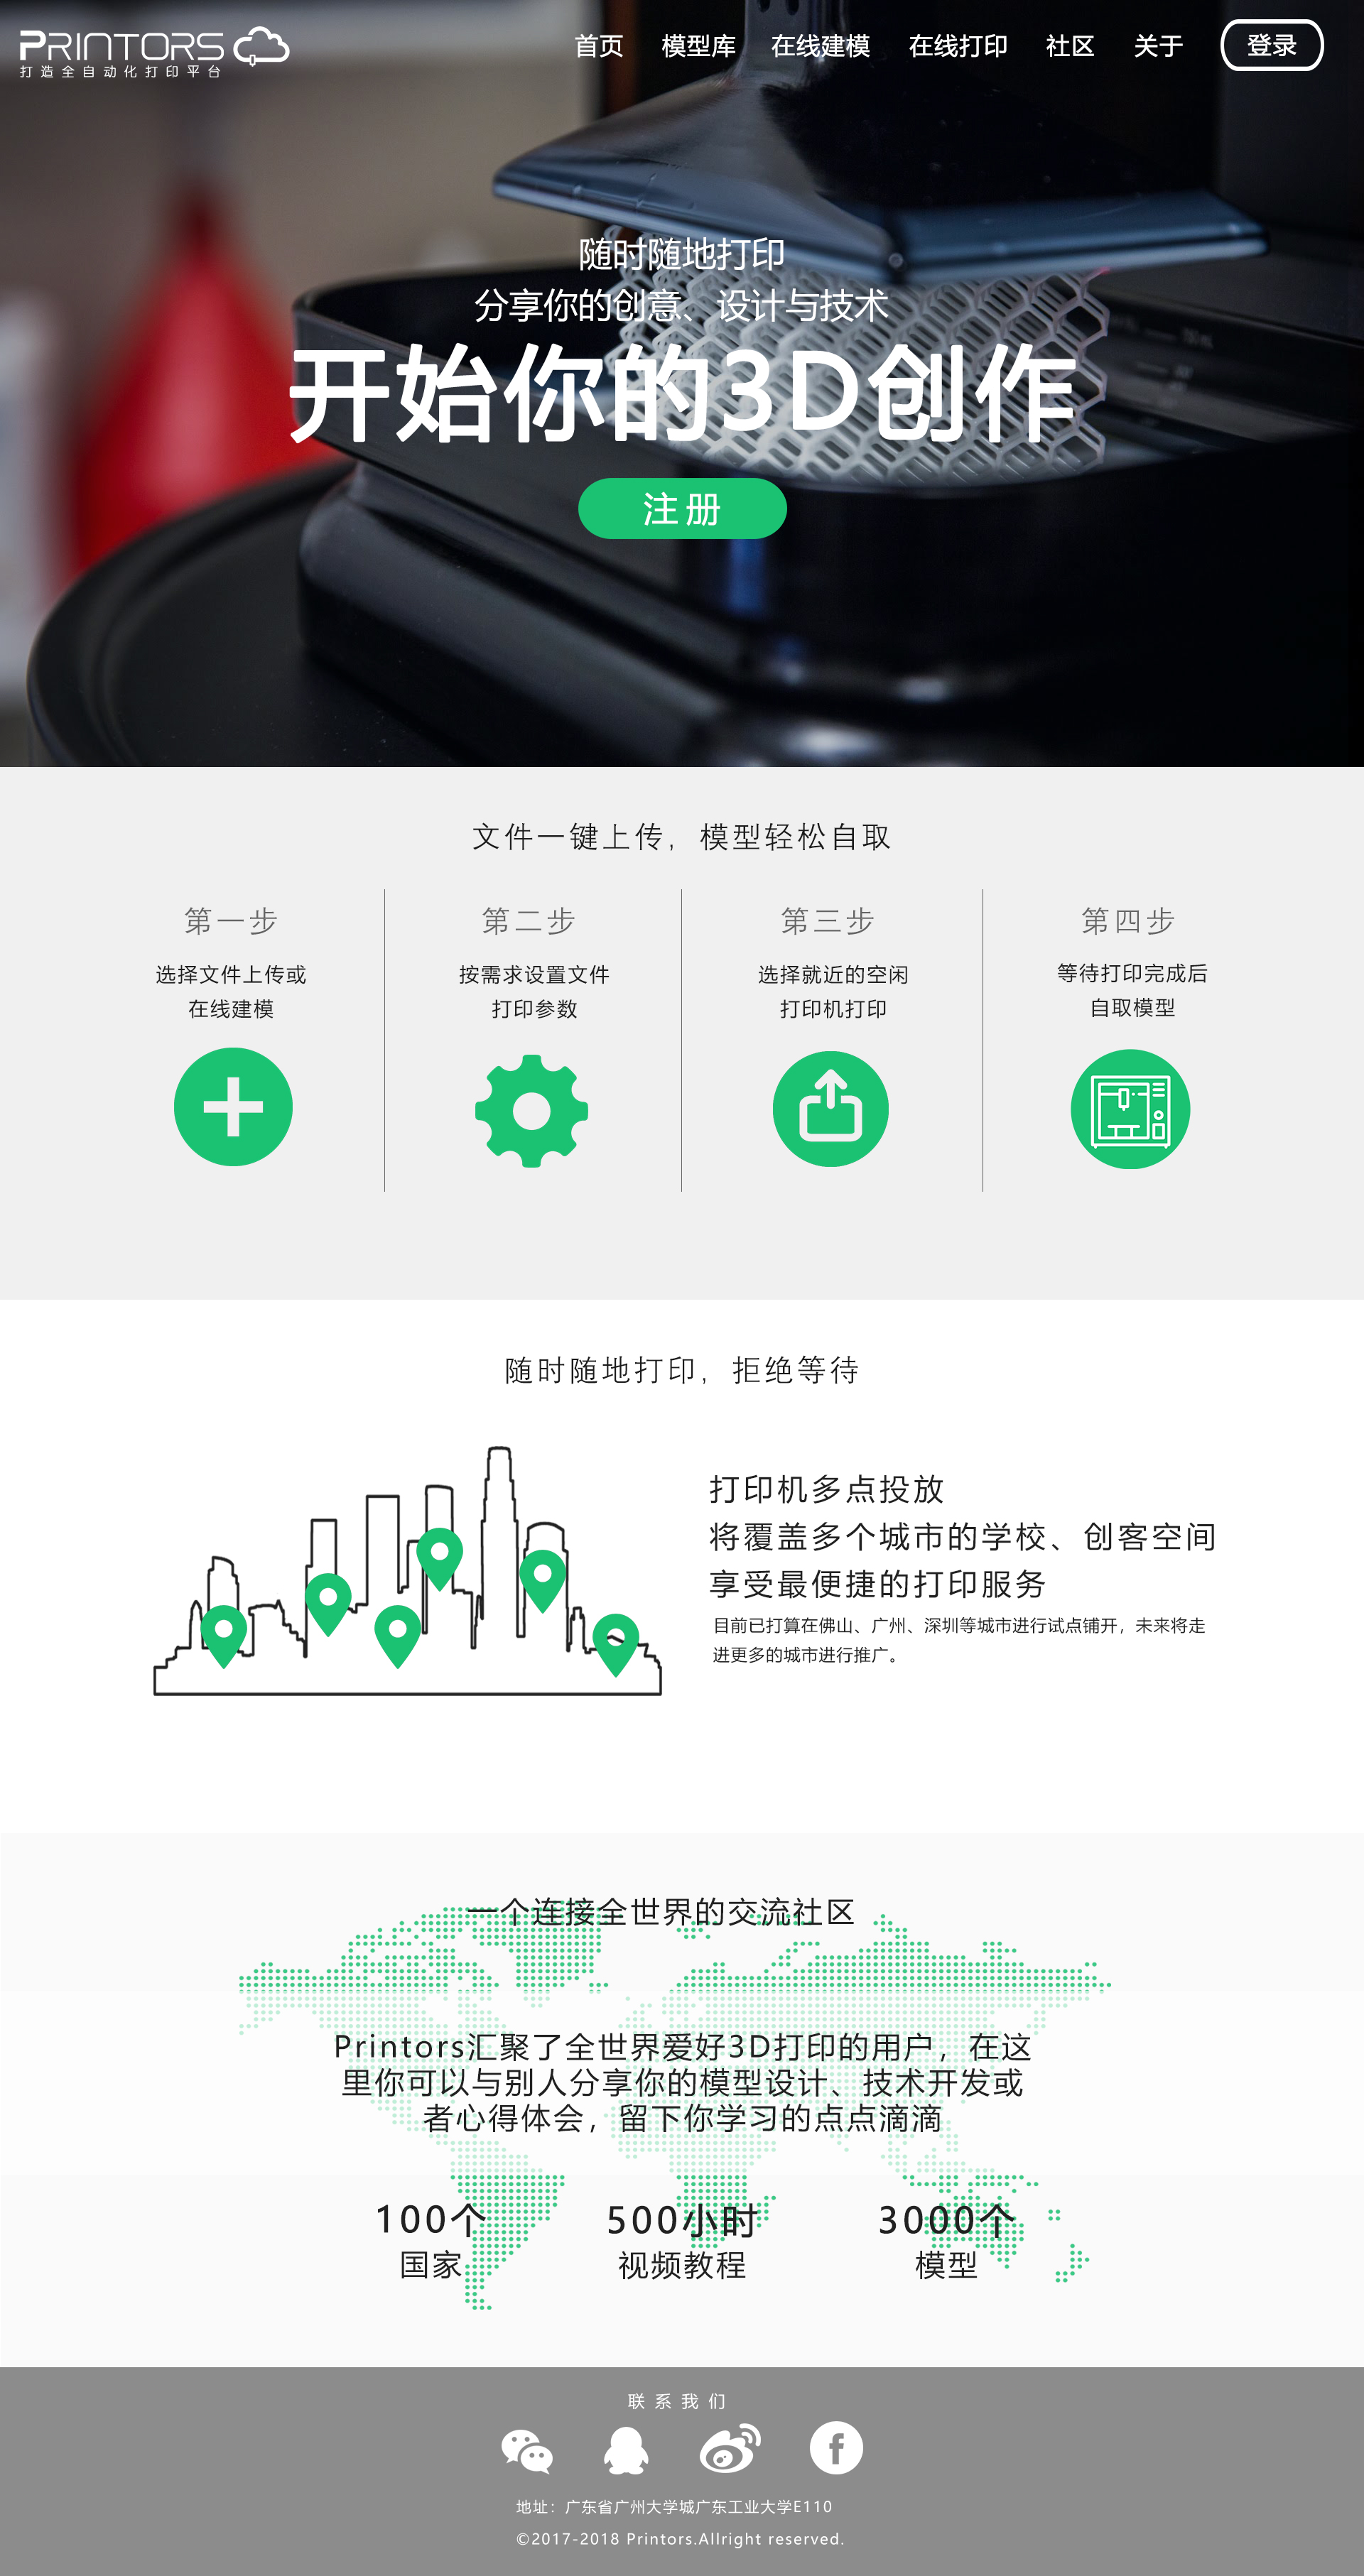 PRINTORS
打造全自动化打印平台
首页 模型库 在线建模 在线打印 社区 关于 登录
随时随地打印
分享你的创意、设计与技术
开始你的3D创作
注册
文件一键上传，模型轻松自取
第一步
选择文件上传或
在线建模
第二步
按需求设置文件
打印参数
第三步
选择就近的空闲
打印机打印
第四步
等待打印完成后
自取模型
随时随地打印，拒绝等待
打印机多点投放
将覆盖多个城市的学校、创客空间
享受最便捷的打印服务
目前已打算在佛山、广州、深圳等城市进行试点铺开，未来将走
进更多的城市进行推广。
一个连接全世界的交流社区
Printors汇聚了全世界爱好3D打印的用户，在这
里你可以与别人分享你的模型设计、技术开发或
者心得体会，留下你学习的点点滴滴
100个
国家
500小时
视频教程
3000个
模型
联系我们
地址：广东省广州大学城广东工业大学E110
©2017-2018 Printors.Allright reserved.